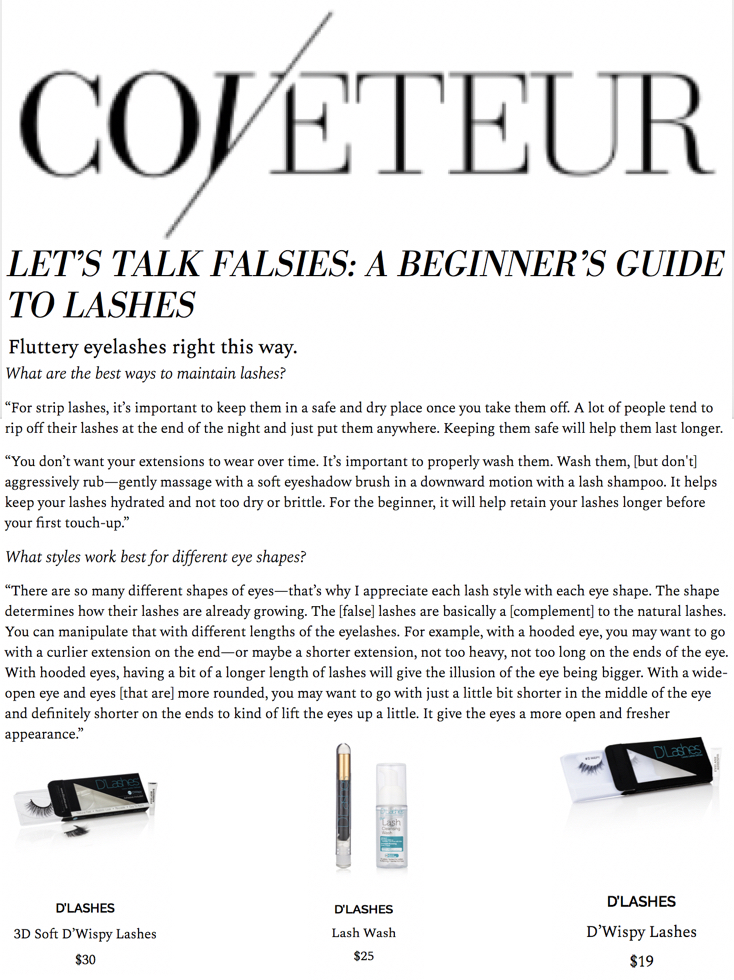 COVETEUR
LET'S TALK FALSIES: A BEGINNER'S GUIDE
TO LASHES
Fluttery eyelashes right this way.
What are the best ways to maintain lashes?
“For strip lashes, it’s important to keep them in a safe and dry place once you take them off. A lot of people tend to
rip off their lashes at the end of the night and just put them anywhere. Keeping them safe will help them last longer.
“You don’t want your extensions to wear over time. It’s important to properly wash them. Wash them, [but don't]
aggressively rub—gently massage with a soft eyeshadow brush in a downward motion with a lash shampoo. It helps
keep your lashes hydrated and not too dry or brittle. For the beginner, it will help retain your lashes longer before
your first touch-up.”
What styles work best for different eye shapes?
“There are so many different shapes of eyes—that’s why I appreciate each lash style with each eye shape. The shape
determines how their lashes are already growing. The [false] lashes are basically a [complement] to the natural lashes.
You can manipulate that with different lengths of the eyelashes. For example, with a hooded eye, you may want to go
with a curlier extension on the end—or maybe a shorter extension, not too heavy, not too long on the ends of the eye.
With hooded eyes, having a bit of a longer length of lashes will give the illusion of the eye being bigger. With a wide-
open eye and eyes [that are] more rounded, you may want to go with just a little bit shorter in the middle of the eye
and definitely shorter on the ends to kind of lift the eyes up a little. It give the eyes a more open and fresher
appearance.”
D'Lashes
Lash
D'Lashes
D'LASHES
3D Soft D'Wispy Lashes
$30
D'LASHES
Lash Wash
$25
D'LASHES
D'Wispy Lashes
$19